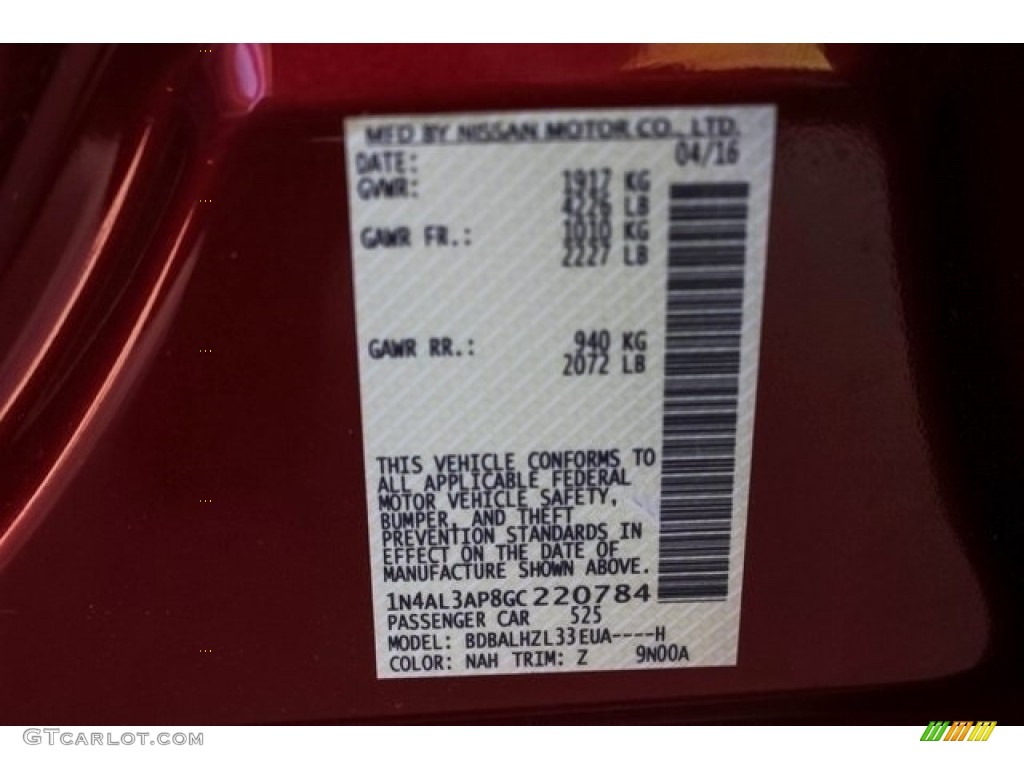 MFD BY NISSAN MOTOR CO., LTD.
DATE: 04/16
GVWR: 1917 KG
4226 LB
GAWR FR.: 1010 KG
2227 LB
GAWR RR.: 940 KG
2072 LB
THIS VEHICLE CONFORMS TO
ALL APPLICABLE FEDERAL
MOTOR VEHICLE SAFETY,
BUMPER, AND THEFT
PREVENTION STANDARDS IN
EFFECT ON THE DATE OF
MANUFACTURE SHOWN ABOVE.
1N4AL3AP8GC220784
PASSENGER CAR 525
MODEL: BDBALHZL33EUA----H
COLOR: NAH TRIM: Z 9N00A
GTCARLOT.COM